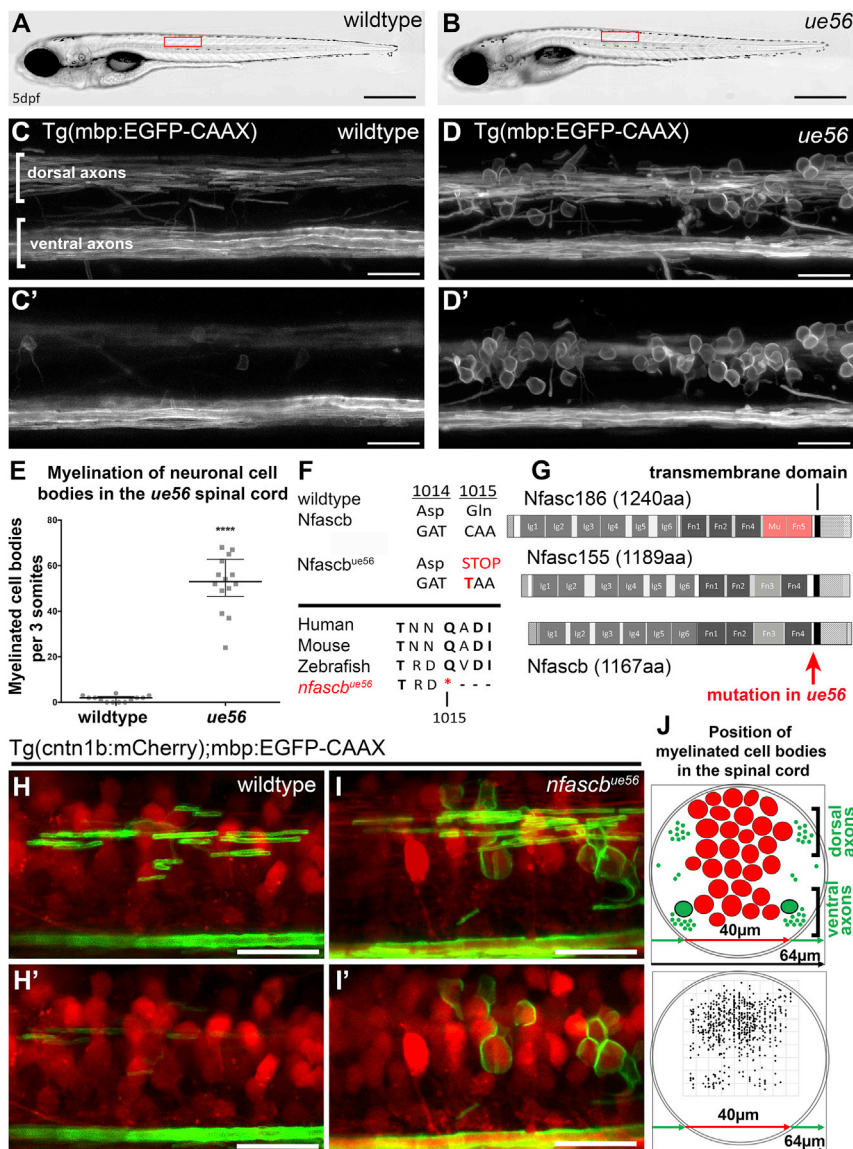 A wildtype
B ue56
5dpf
C Tg(mbp:EGFP-CAAX) wildtype
dorsal axons
ventral axons
D Tg(mbp:EGFP-CAAX) ue56
C'
D'
E Myelination of neuronal cell
bodies in the ue56 spinal cord
Myelinated cell bodies
per 3 somites
80
60
40
20
0
****
wildtype ue56
F
1014 1015
wildtype Asp Gln
Nfascb GAT CAA
Nfascbue56 Asp STOP
GAT TAA
Human T N N Q A D I
Mouse T N N Q A D I
Zebrafish T R D Q V D I
nfascbue56 T R D * - - -
1015
G
transmembrane domain
Nfasc186 (1240aa)
Ig1 Ig2 Ig3 Ig4 Ig5 Ig6 Fn1 Fn2 Fn4 Mu Fn5
Nfasc155 (1189aa)
Ig1 Ig2 Ig3 Ig4 Ig5 Ig6 Fn1 Fn2 Fn3 Fn4
Ig1 Ig2 Ig3 Ig4 Ig5 Ig6 Fn1 Fn2 Fn3 Fn4
Nfascb (1167aa)
mutation in ue56
Tg(cntn1b:mCherry);mbp:EGFP-CAAX
H wildtype
I nfascbue56
H'
I'
J Position of
myelinated cell bodies
in the spinal cord
dorsal
axons
ventral
axons
40µm
64µm
40µm
64µm